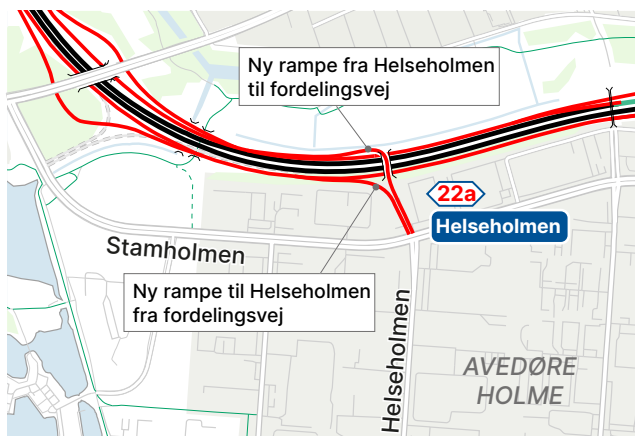 Ny rampe fra Helseholmen
til fordelingsvej
22a
Helseholmen
Stamholmen
Ny rampe til Helseholmen
fra fordelingsvej
Helseholmen
AVEDØRE
HOLME